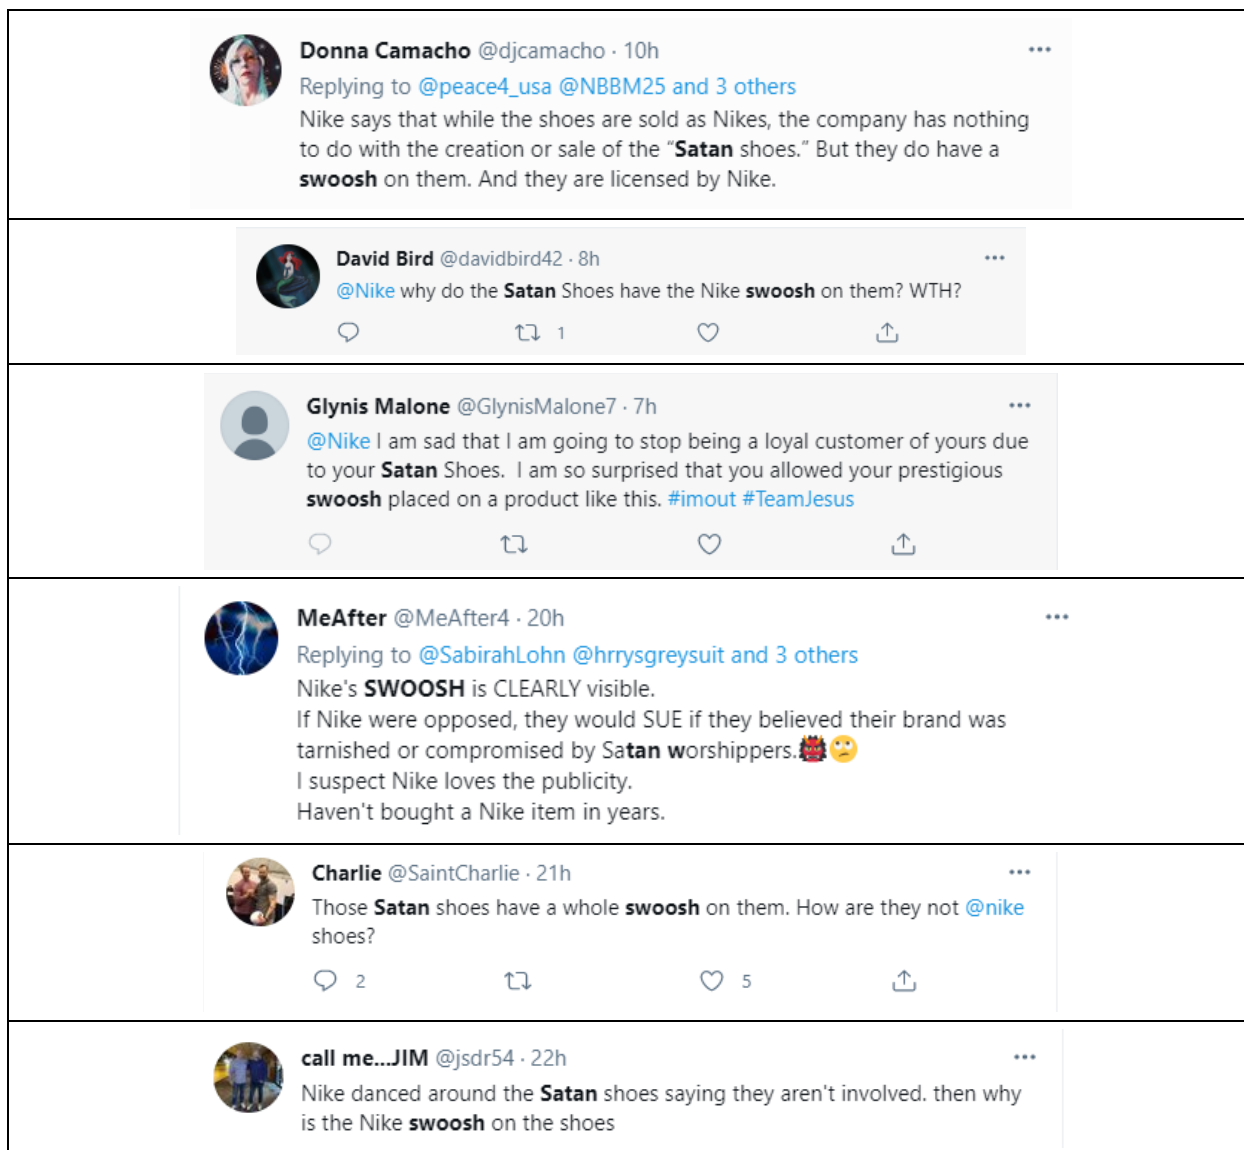 Donna Camacho @djcamacho · 10h
Replying to @peace4_usa @NBBM25 and 3 others
Nike says that while the shoes are sold as Nikes, the company has nothing
to do with the creation or sale of the “Satan shoes.” But they do have a
swoosh on them. And they are licensed by Nike.
David Bird @davidbird42 · 8h
@Nike why do the Satan Shoes have the Nike swoosh on them? WTH?
1
Glynis Malone @GlynisMalone7 · 7h
@Nike I am sad that I am going to stop being a loyal customer of yours due
to your Satan Shoes.  I am so surprised that you allowed your prestigious
swoosh placed on a product like this. #imout #TeamJesus
MeAfter @MeAfter4 · 20h
Replying to @SabirahLohn @hrrysgreysuit and 3 others
Nike's SWOOSH is CLEARLY visible.
If Nike were opposed, they would SUE if they believed their brand was
tarnished or compromised by Satan worshippers.👹🙄
I suspect Nike loves the publicity.
Haven't bought a Nike item in years.
Charlie @SaintCharlie · 21h
Those Satan shoes have a whole swoosh on them. How are they not @nike
shoes?
2 5
call me...JIM @jsdr54 · 22h
Nike danced around the Satan shoes saying they aren't involved. then why
is the Nike swoosh on the shoes